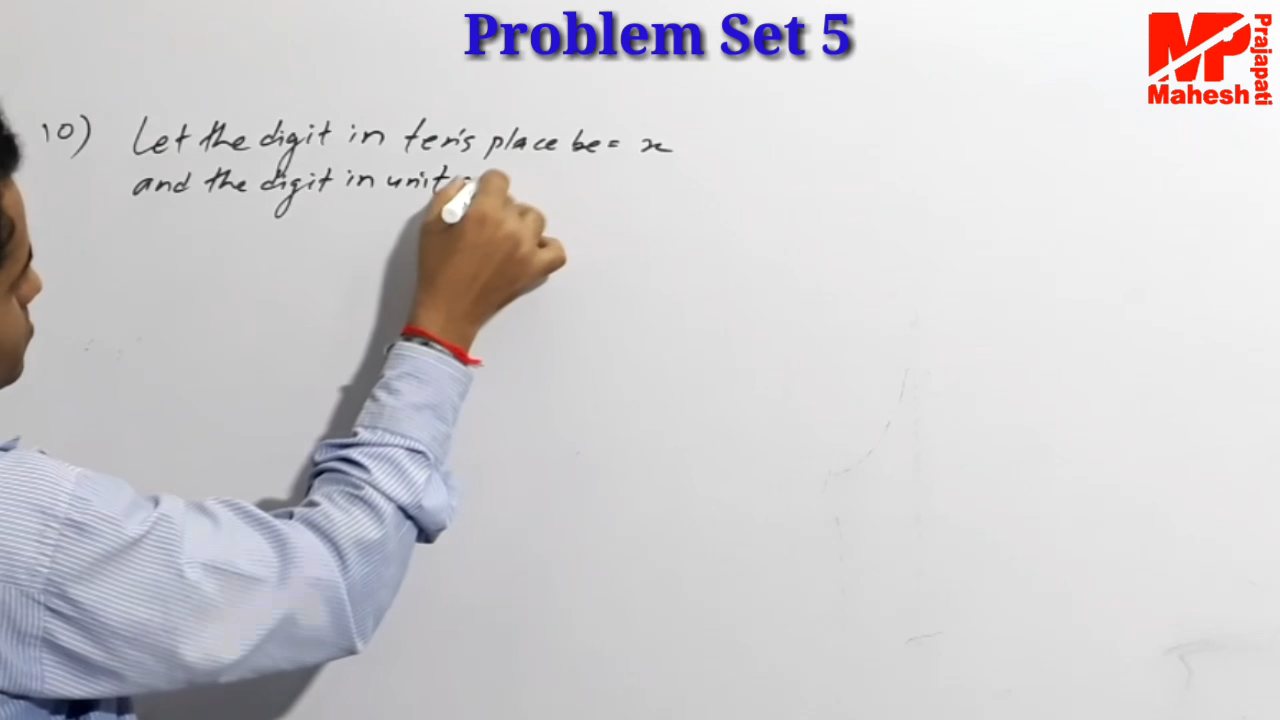 Problem Set 5
MP
Mahesh
Prajapati
10) Let the digit in ten's place be = x
and the digit in unit